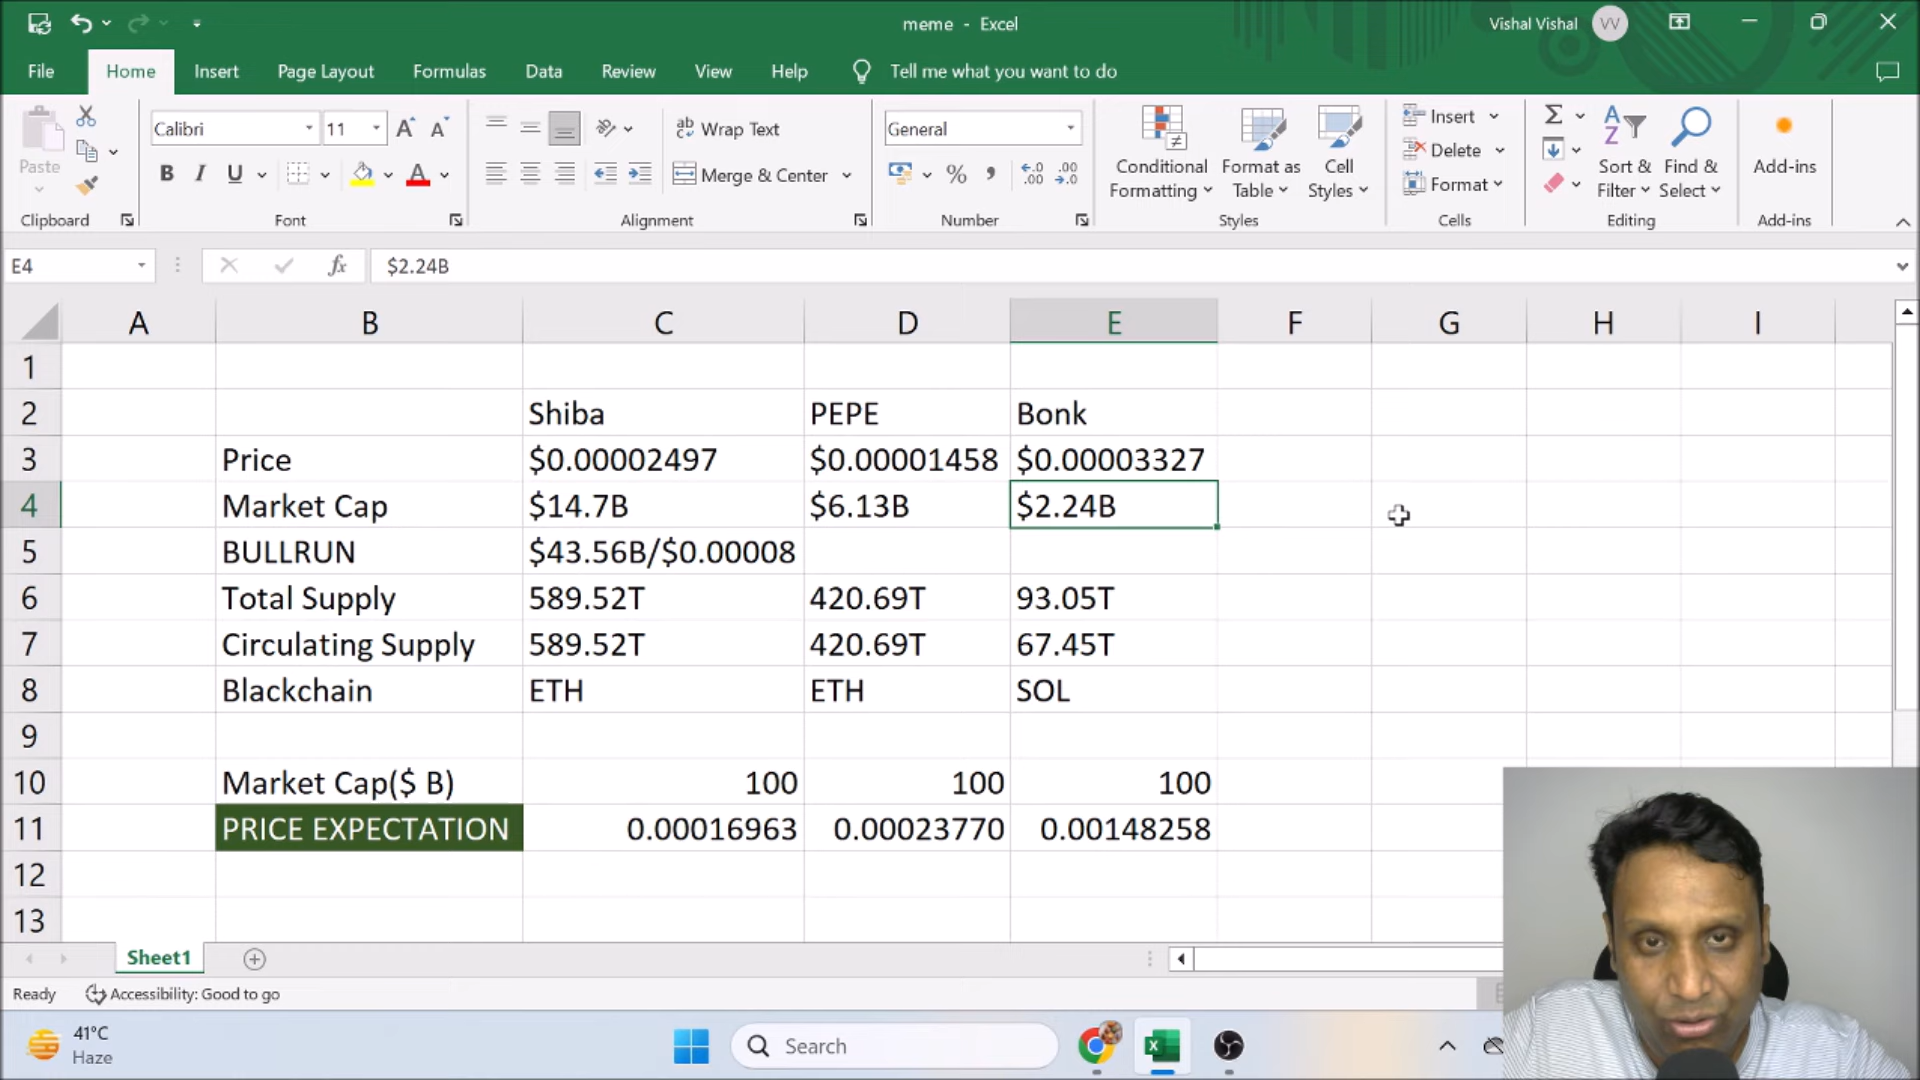 meme - Excel
Vishal Vishal
VV
File
Home
Insert
Page Layout
Formulas
Data
Review
View
Help
Tell me what you want to do
Paste
Clipboard
Calibri
11
B I U
Font
Wrap Text
Merge & Center
Alignment
General
Number
Conditional Formatting
Format as Table
Cell Styles
Styles
Insert
Delete
Format
Cells
Sort & Filter
Find & Select
Editing
Add-ins
Add-ins
E4
fx
$2.24B
A B C D E F G H I
1
2 Shiba PEPE Bonk
3 Price $0.00002497 $0.00001458 $0.00003327
4 Market Cap $14.7B $6.13B $2.24B
5 BULLRUN $43.56B/$0.00008
6 Total Supply 589.52T 420.69T 93.05T
7 Circulating Supply 589.52T 420.69T 67.45T
8 Blackchain ETH ETH SOL
9
10 Market Cap($ B) 100 100 100
11 PRICE EXPECTATION 0.00016963 0.00023770 0.00148258
12
13
Sheet1
Ready
Accessibility: Good to go
41°C
Haze
Search